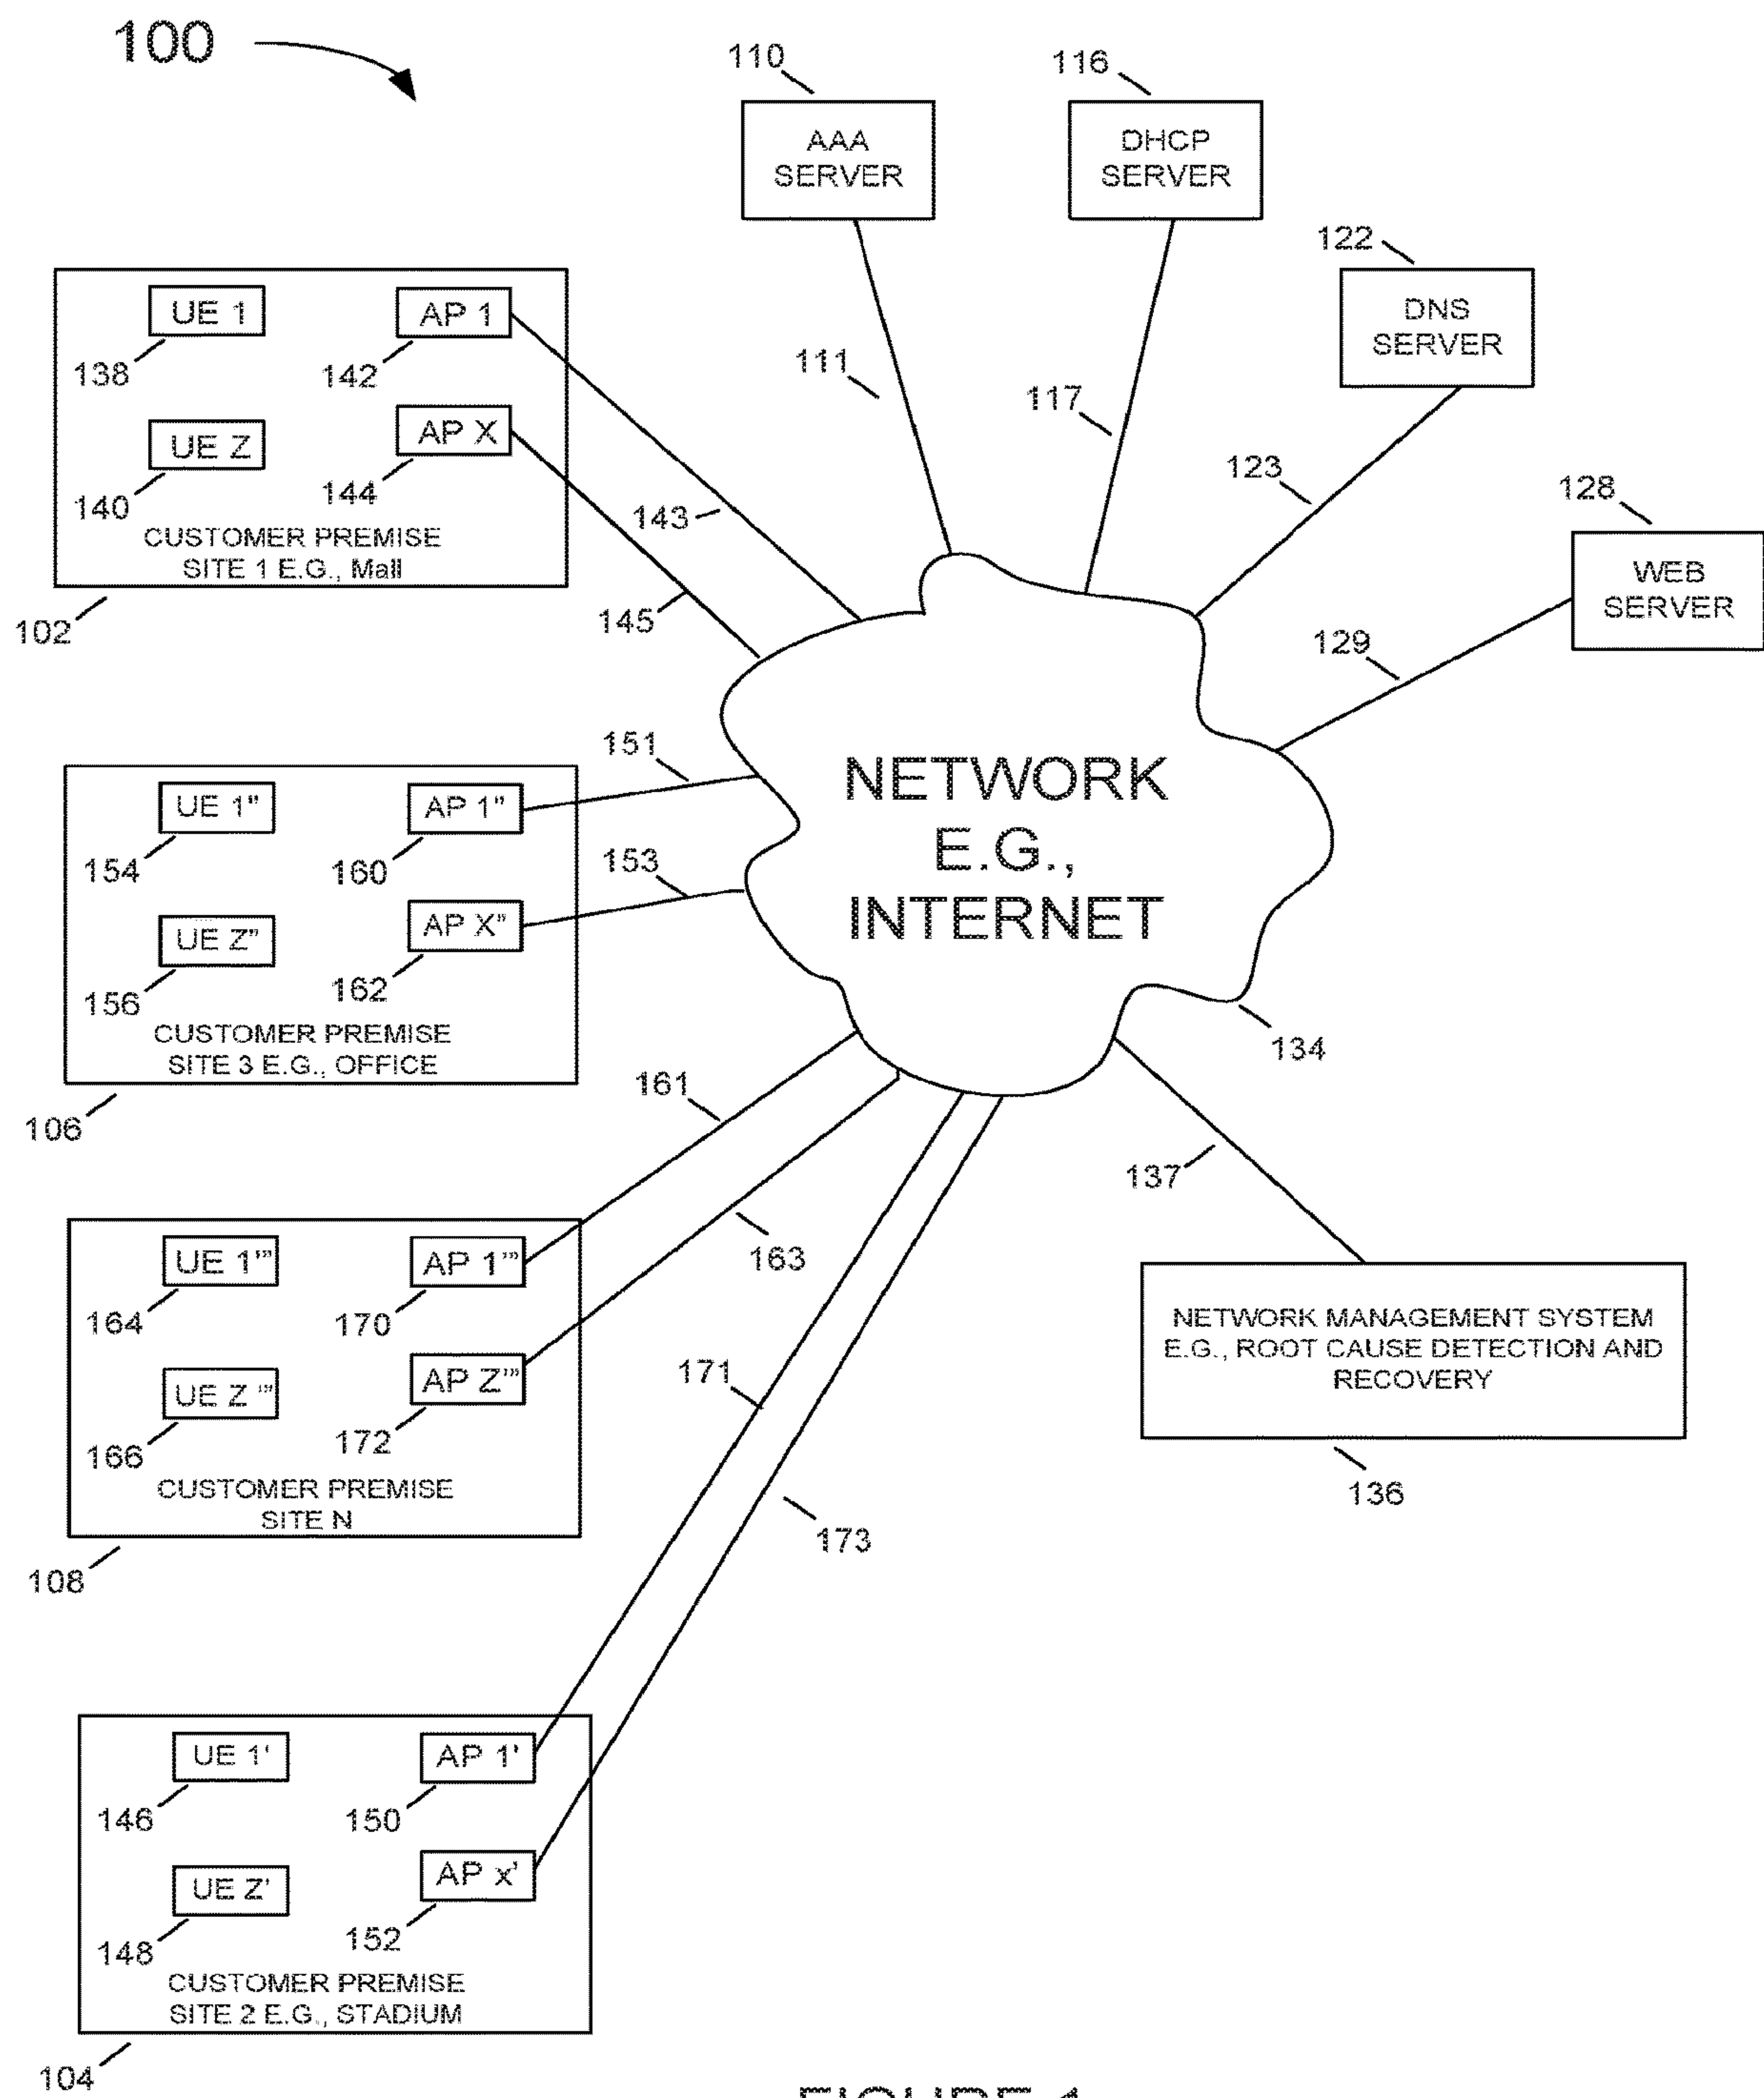 100
110
116
AAA
SERVER
DHCP
SERVER
122
DNS
SERVER
111
117
123
128
WEB
SERVER
129
UE 1
AP 1
138
142
UE Z
AP X
140
144
CUSTOMER PREMISE
SITE 1 E.G., Mall
102
143
145
NETWORK
E.G.,
INTERNET
134
151
153
UE 1"
AP 1"
154
160
UE Z"
AP X"
156
162
CUSTOMER PREMISE
SITE 3 E.G., OFFICE
106
161
163
137
UE 1'"
AP 1'"
164
170
UE Z '"
AP Z'"
166
172
CUSTOMER PREMISE
SITE N
108
171
173
NETWORK MANAGEMENT SYSTEM
E.G., ROOT CAUSE DETECTION AND
RECOVERY
136
UE 1'
AP 1'
146
150
UE Z'
AP x'
148
152
CUSTOMER PREMISE
SITE 2 E.G., STADIUM
104
FIGURE 1